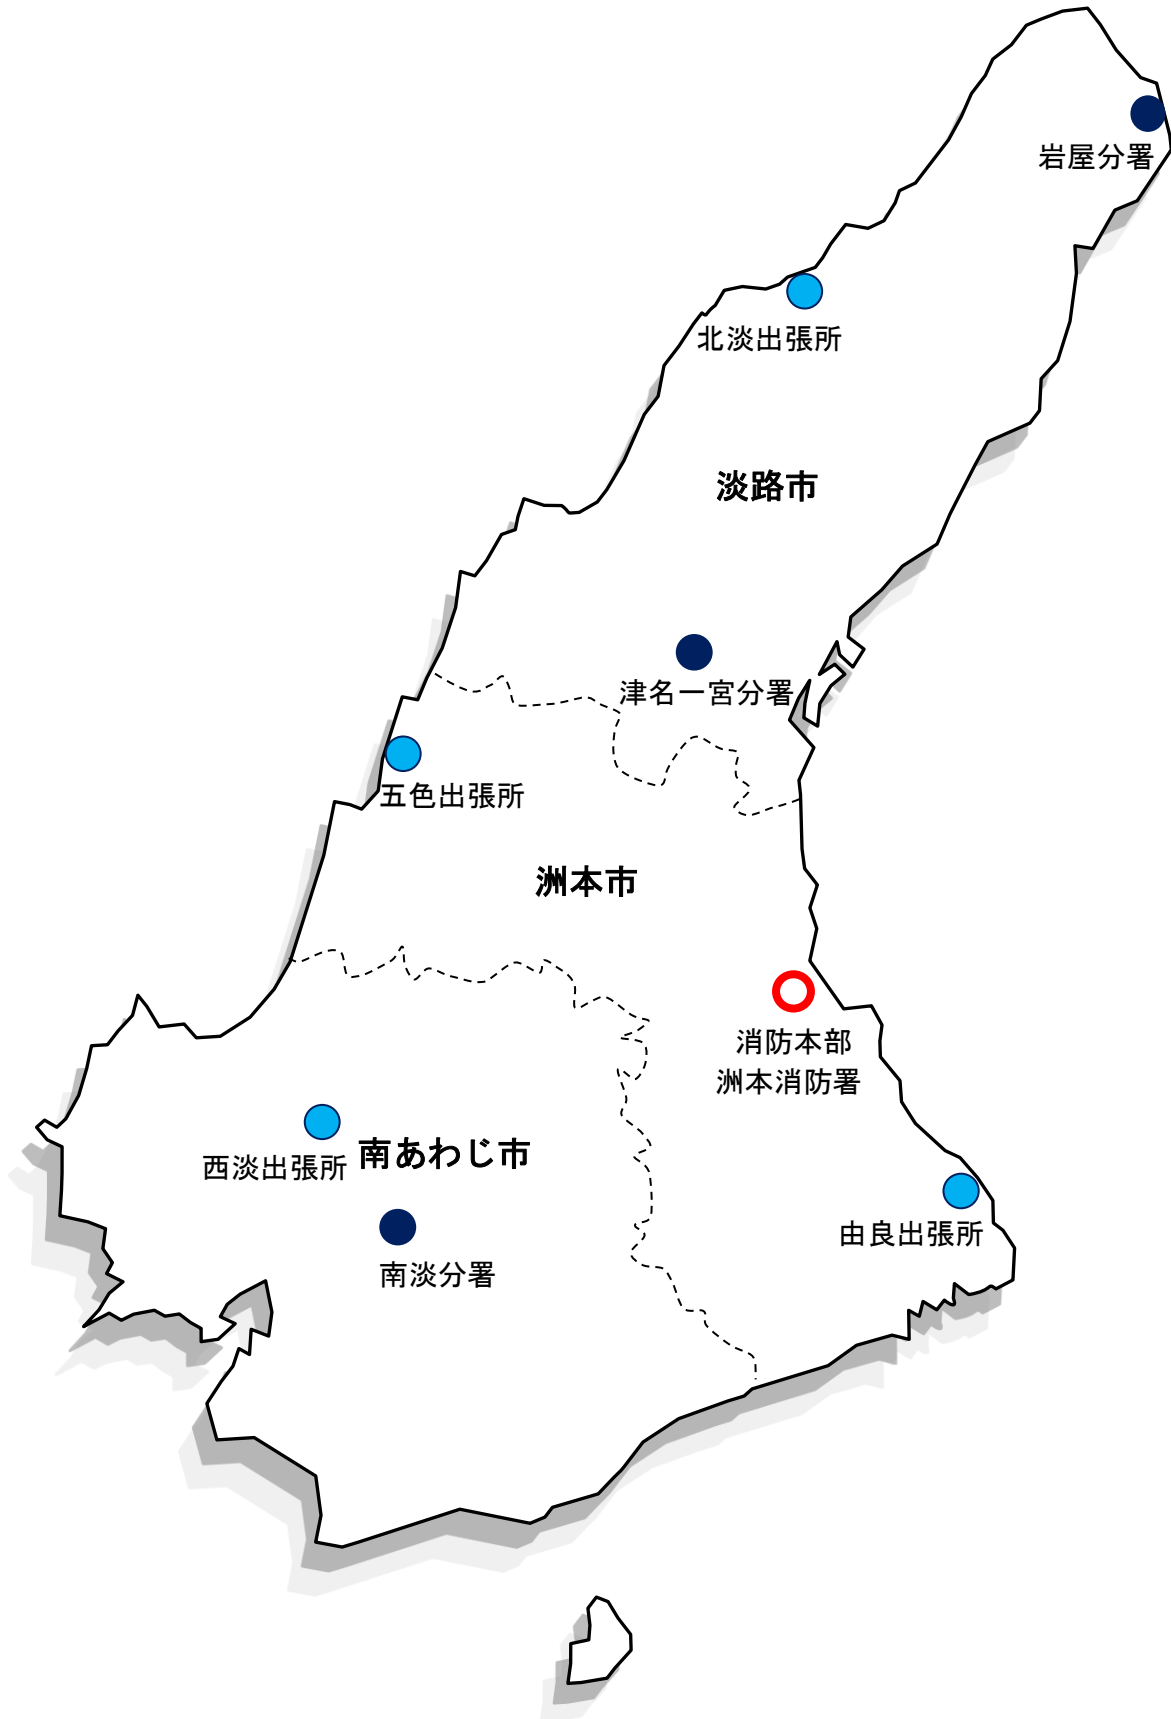 岩屋分署
北淡出張所
淡路市
津名一宮分署
五色出張所
洲本市
消防本部
洲本消防署
西淡出張所
南あわじ市
由良出張所
南淡分署